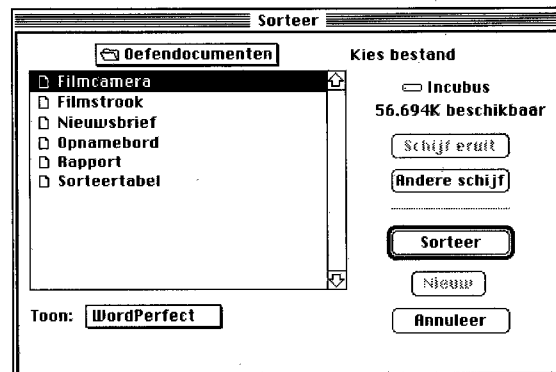 Sorteer
Oefendocumenten
Kies bestand
Filmcamera
Filmstrook
Nieuwsbrief
Opnamebord
Rapport
Sorteertabel
Incubus
56.694K beschikbaar
Schijf eruit
Andere schijf
Sorteer
Nieuw
Annuleer
Toon: WordPerfect